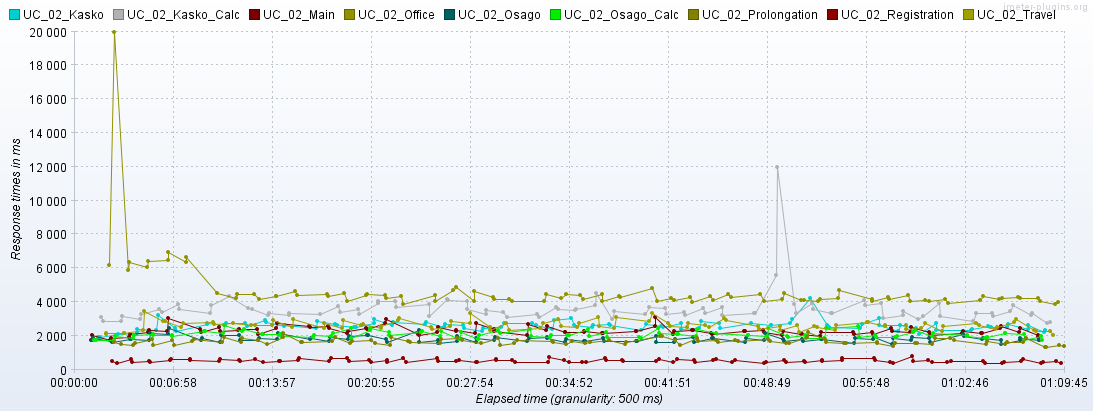 jmeter-plugins.org
UC_02_Kasko UC_02_Kasko_Calc UC_02_Main UC_02_Office UC_02_Osago UC_02_Osago_Calc UC_02_Prolongation UC_02_Registration UC_02_Travel
20 000
18 000
16 000
14 000
12 000
10 000
8 000
6 000
4 000
2 000
0
Response times in ms
00:00:00 00:06:58 00:13:57 00:20:55 00:27:54 00:34:52 00:41:51 00:48:49 00:55:48 01:02:46 01:09:45
Elapsed time (granularity: 500 ms)